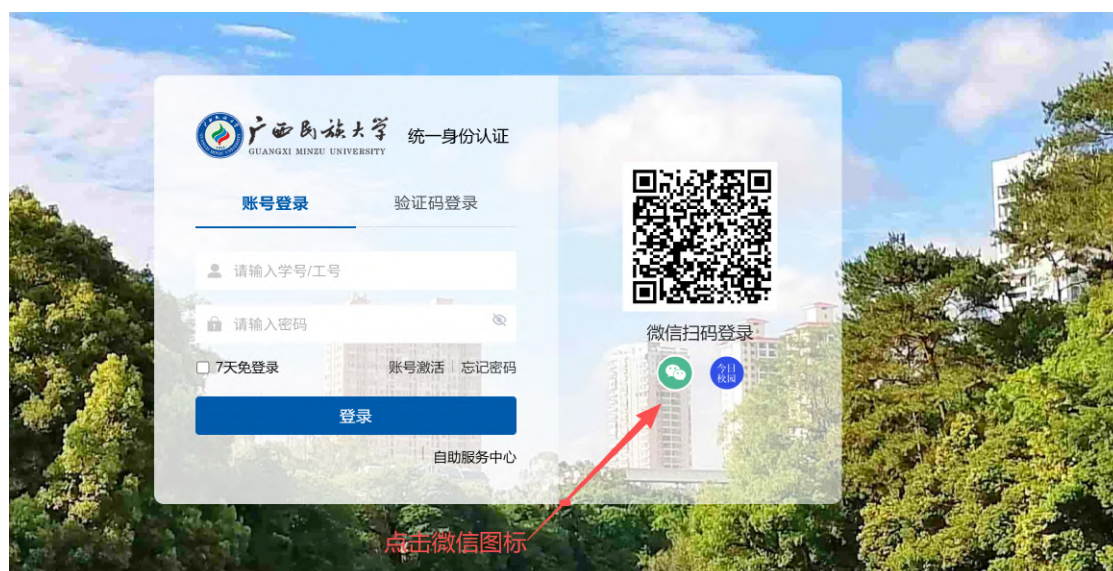 广西民族大学 统一身份认证
GUANGXI MINZU UNIVERSITY
账号登录 验证码登录
请输入学号/工号
请输入密码
7天免登录 账号激活 忘记密码
登录
自助服务中心
微信扫码登录
今日
校园
点击微信图标